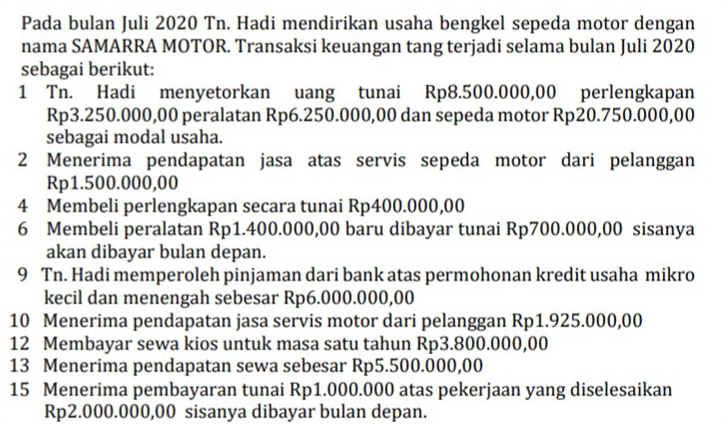 Pada bulan Juli 2020 Tn. Hadi mendirikan usaha bengkel sepeda motor dengan
nama SAMARRA MOTOR. Transaksi keuangan tang terjadi selama bulan Juli 2020
sebagai berikut:
1 Tn. Hadi menyetorkan uang tunai Rp8.500.000,00 perlengkapan
Rp3.250.000,00 peralatan Rp6.250.000,00 dan sepeda motor Rp20.750.000,00
sebagai modal usaha.
2 Menerima pendapatan jasa atas servis sepeda motor dari pelanggan
Rp1.500.000,00
4 Membeli perlengkapan secara tunai Rp400.000,00
6 Membeli peralatan Rp1.400.000,00 baru dibayar tunai Rp700.000,00 sisanya
akan dibayar bulan depan.
9 Tn. Hadi memperoleh pinjaman dari bank atas permohonan kredit usaha mikro
kecil dan menengah sebesar Rp6.000.000,00
10 Menerima pendapatan jasa servis motor dari pelanggan Rp1.925.000,00
12 Membayar sewa kios untuk masa satu tahun Rp3.800.000,00
13 Menerima pendapatan sewa sebesar Rp5.500.000,00
15 Menerima pembayaran tunai Rp1.000.000 atas pekerjaan yang diselesaikan
Rp2.000.000,00 sisanya dibayar bulan depan.